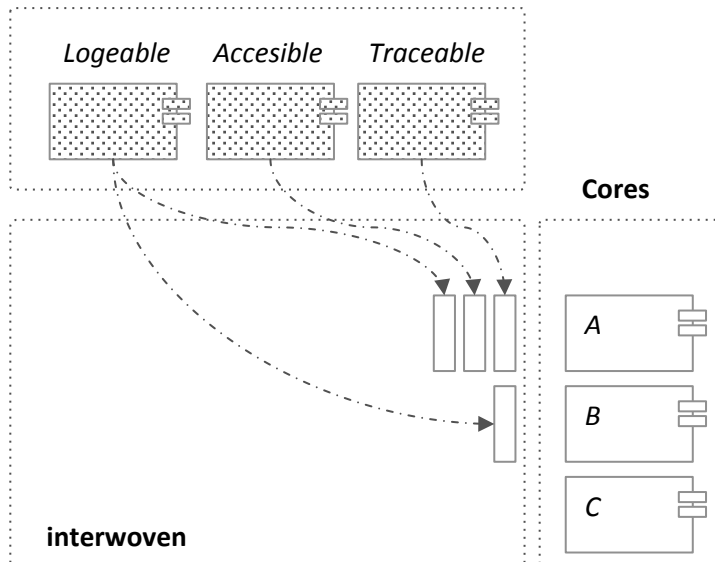 Logeable Accesible Traceable
Cores
A
B
C
interwoven